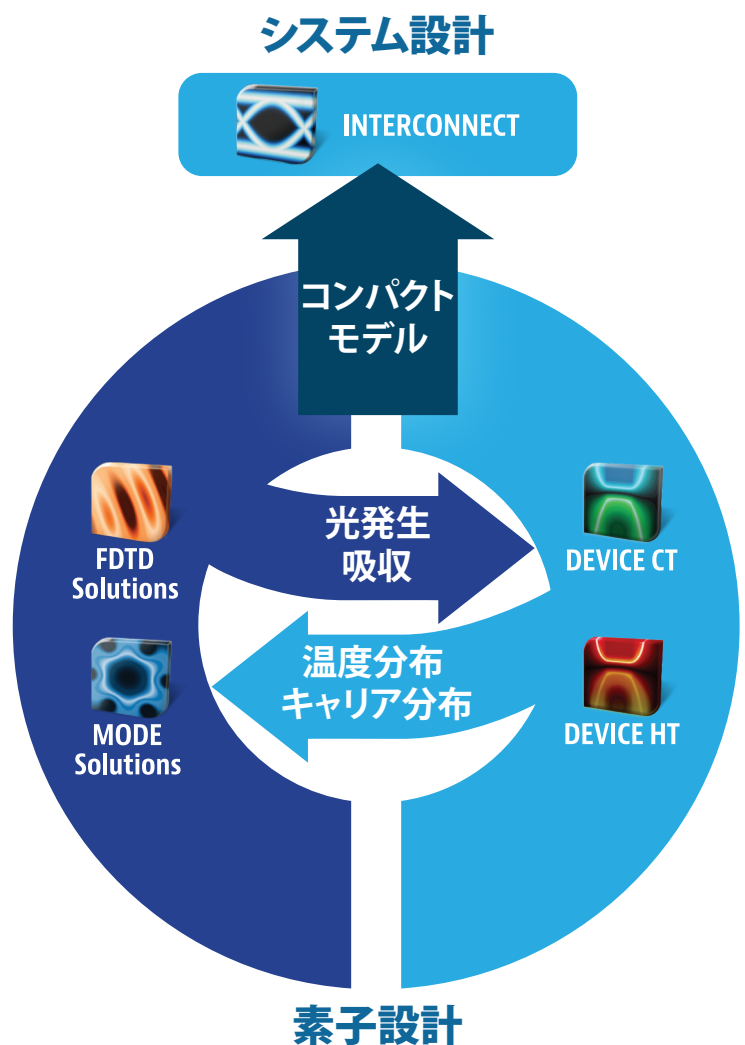 システム設計
INTERCONNECT
コンパクト
モデル
光発生
吸収
FDTD
Solutions
DEVICE CT
温度分布
キャリア分布
MODE
Solutions
DEVICE HT
素子設計